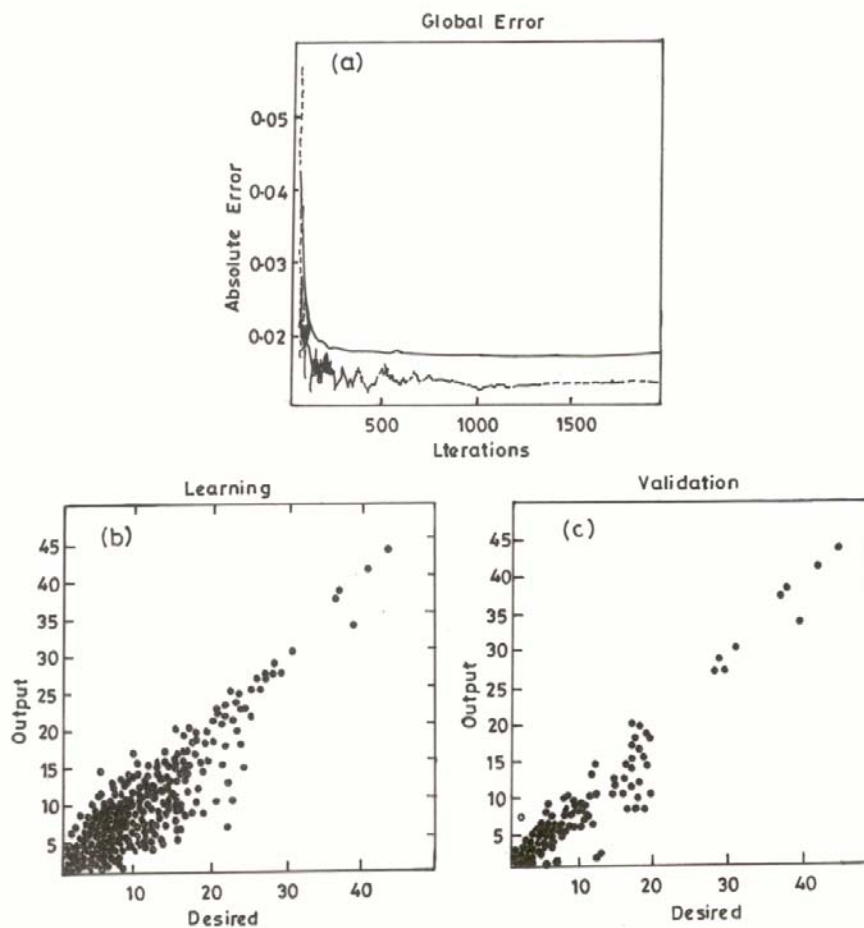 Global Error
(a)
0·05
0·04
0·03
0·02
Absolute Error
500 1000 1500
Lterations
Learning
(b)
45
40
35
30
25
20
15
10
5
Output
10 20 30 40
Desired
Validation
(c)
45
40
35
30
25
20
15
10
5
Output
10 20 30 40
Desired